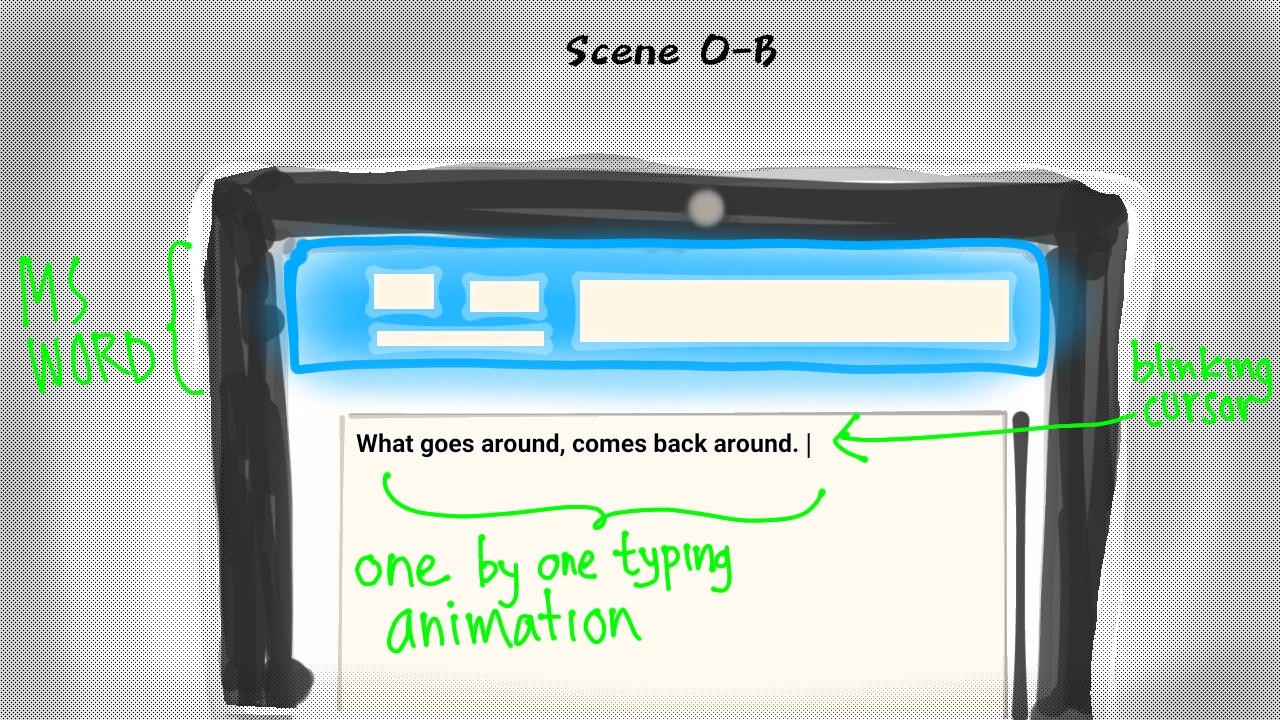 Scene 0-B
MS
WORD
blinking
cursor
What goes around, comes back around. |
one by one typing
animation